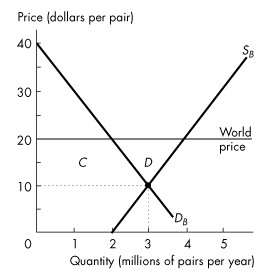 Price (dollars per pair)
40
S_B
30
20
World
price
C
D
10
D_B
0
1
2
3
4
5
Quantity (millions of pairs per year)